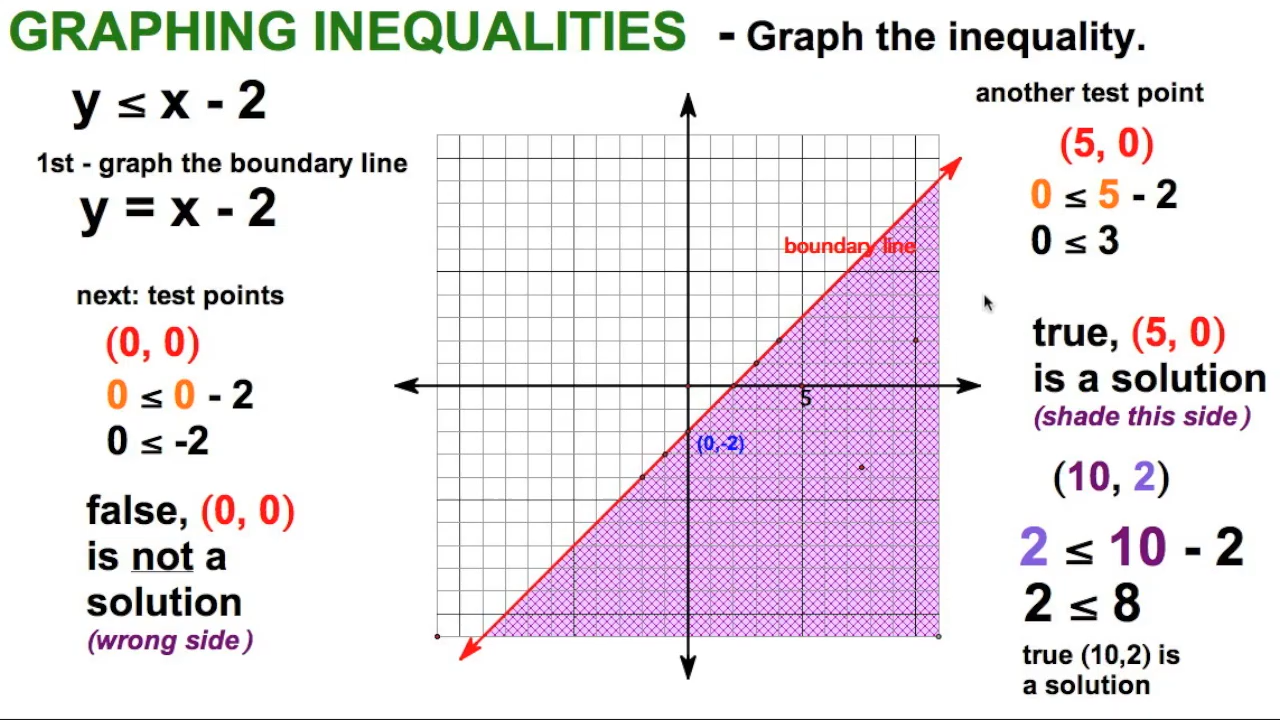 GRAPHING INEQUALITIES - Graph the inequality.
y ≤ x - 2
1st - graph the boundary line
y = x - 2
next: test points
(0, 0)
0 ≤ 0 - 2
0 ≤ -2
false, (0, 0)
is not a
solution
(wrong side)
boundary line
5
(0,-2)
another test point
(5, 0)
0 ≤ 5 - 2
0 ≤ 3
true, (5, 0)
is a solution
(shade this side)
(10, 2)
2 ≤ 10 - 2
2 ≤ 8
true (10,2) is
a solution